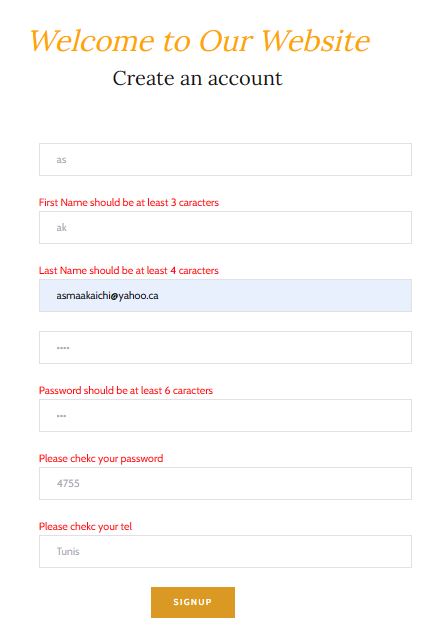 Welcome to Our Website
Create an account
as
First Name should be at least 3 caracters
ak
Last Name should be at least 4 caracters
asmaakaichi@yahoo.ca
····
Password should be at least 6 caracters
···
Please chekc your password
4755
Please chekc your tel
Tunis
SIGNUP